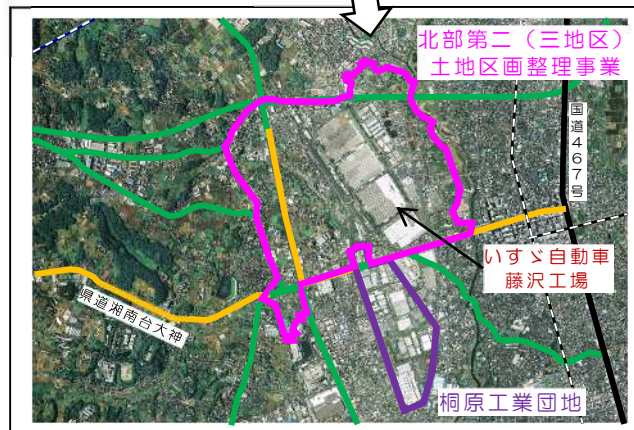 北部第二（三地区）
土地区画整理事業
国道４６７号
いすゞ自動車
藤沢工場
県道湘南台大神
桐原工業団地